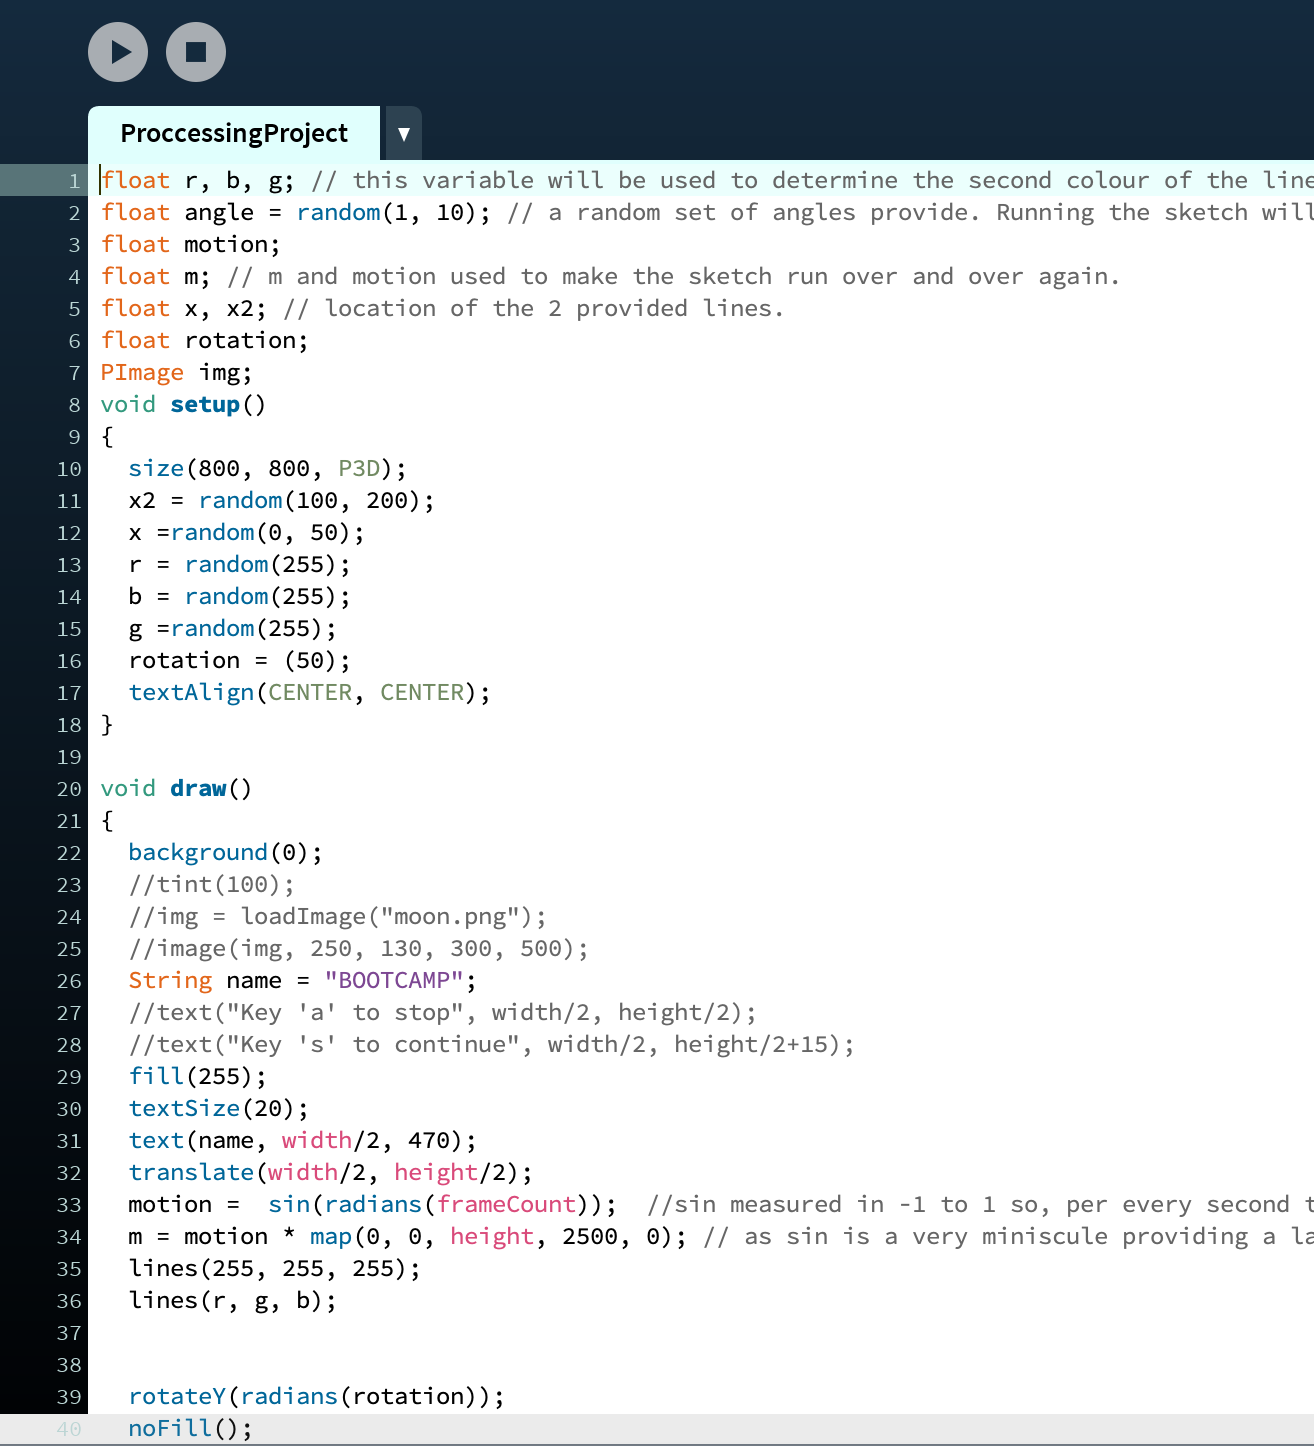 ProccessingProject ▼
1 float r, b, g; // this variable will be used to determine the second colour of the line
2 float angle = random(1, 10); // a random set of angles provide. Running the sketch will
3 float motion;
4 float m; // m and motion used to make the sketch run over and over again.
5 float x, x2; // location of the 2 provided lines.
6 float rotation;
7 PImage img;
8 void setup()
9 {
10 size(800, 800, P3D);
11 x2 = random(100, 200);
12 x =random(0, 50);
13 r = random(255);
14 b = random(255);
15 g =random(255);
16 rotation = (50);
17 textAlign(CENTER, CENTER);
18 }
19
20 void draw()
21 {
22 background(0);
23 //tint(100);
24 //img = loadImage("moon.png");
25 //image(img, 250, 130, 300, 500);
26 String name = "BOOTCAMP";
27 //text("Key 'a' to stop", width/2, height/2);
28 //text("Key 's' to continue", width/2, height/2+15);
29 fill(255);
30 textSize(20);
31 text(name, width/2, 470);
32 translate(width/2, height/2);
33 motion =  sin(radians(frameCount));  //sin measured in -1 to 1 so, per every second t
34 m = motion * map(0, 0, height, 2500, 0); // as sin is a very miniscule providing a la
35 lines(255, 255, 255);
36 lines(r, g, b);
37
38
39 rotateY(radians(rotation));
40 noFill();